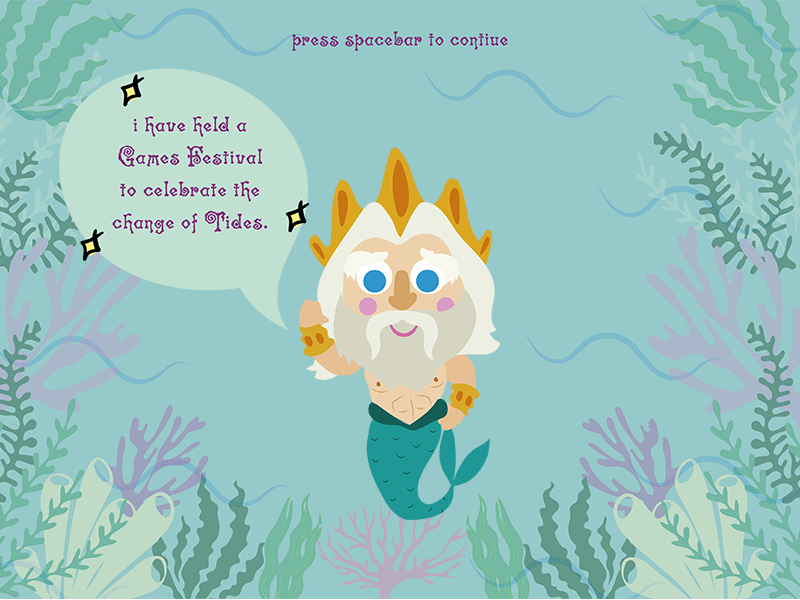 press spacebar to contiue
i have held a
Games Festival
to celebrate the
change of Tides.